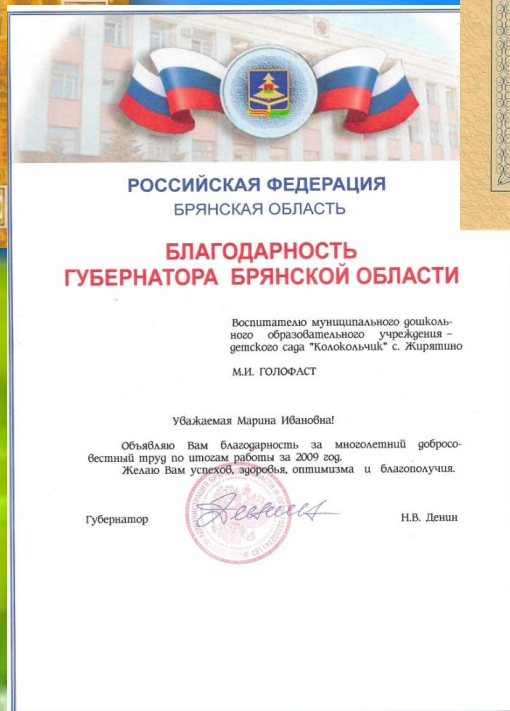 РОССИЙСКАЯ ФЕДЕРАЦИЯ
БРЯНСКАЯ ОБЛАСТЬ
БЛАГОДАРНОСТЬ
ГУБЕРНАТОРА БРЯНСКОЙ ОБЛАСТИ
Воспитателю муниципального дошколь-
ного образовательного учреждения –
детского сада "Колокольчик" с. Жирятино
М.И. ГОЛОФАСТ
Уважаемая Марина Ивановна!
Объявляю Вам благодарность за многолетний добросо-
вестный труд по итогам работы за 2009 год.
Желаю Вам успехов, здоровья, оптимизма и благополучия.
Губернатор
Н.В. Денин